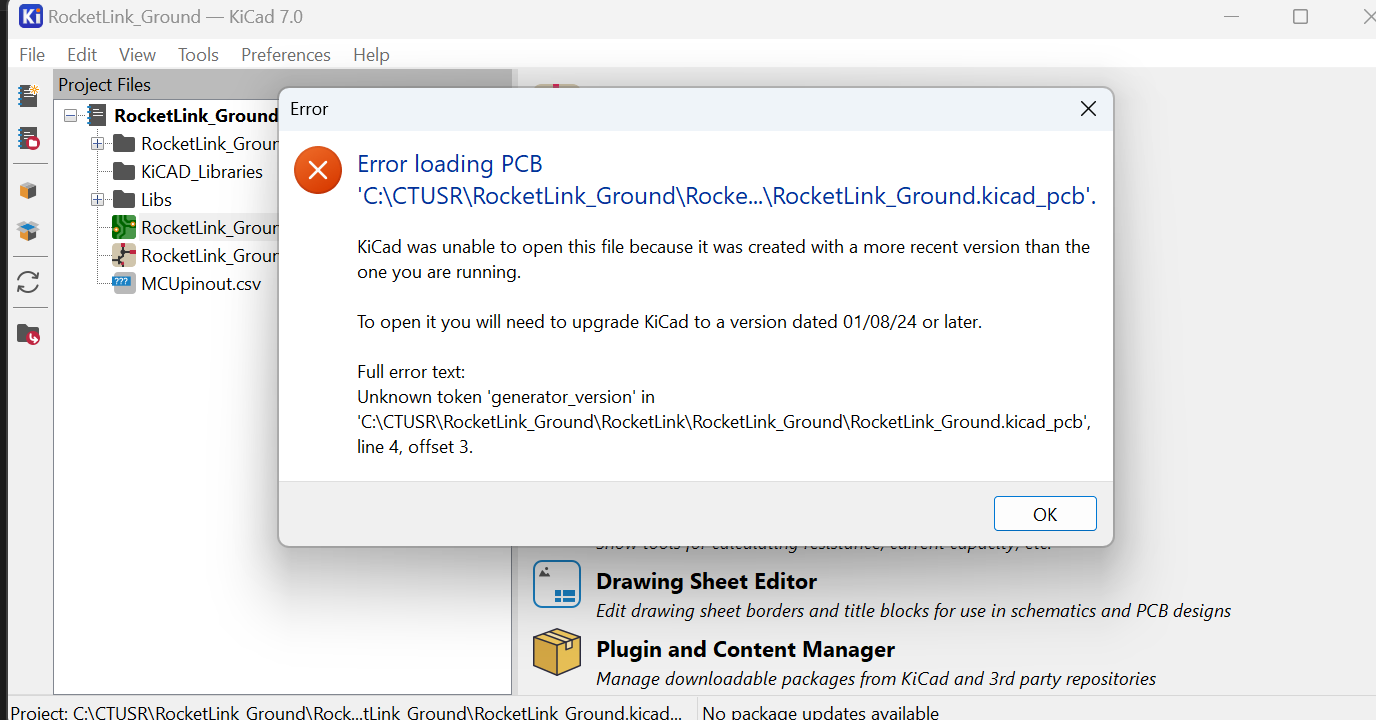 RocketLink_Ground — KiCad 7.0
File Edit View Tools Preferences Help
Project Files
RocketLink_Ground
RocketLink_Groun
KiCAD_Libraries
Libs
RocketLink_Groun
RocketLink_Groun
MCUpinout.csv
Error
Error loading PCB
'C:\CTUSR\RocketLink_Ground\Rocke...\RocketLink_Ground.kicad_pcb'.
KiCad was unable to open this file because it was created with a more recent version than the
one you are running.
To open it you will need to upgrade KiCad to a version dated 01/08/24 or later.
Full error text:
Unknown token 'generator_version' in
'C:\CTUSR\RocketLink_Ground\RocketLink\RocketLink_Ground\RocketLink_Ground.kicad_pcb',
line 4, offset 3.
OK
Show tools for calculating resistance, current capacity, etc.
Drawing Sheet Editor
Edit drawing sheet borders and title blocks for use in schematics and PCB designs
Plugin and Content Manager
Manage downloadable packages from KiCad and 3rd party repositories
Project: C:\CTUSR\RocketLink_Ground\Rock...tLink_Ground\RocketLink_Ground.kicad... No package updates available